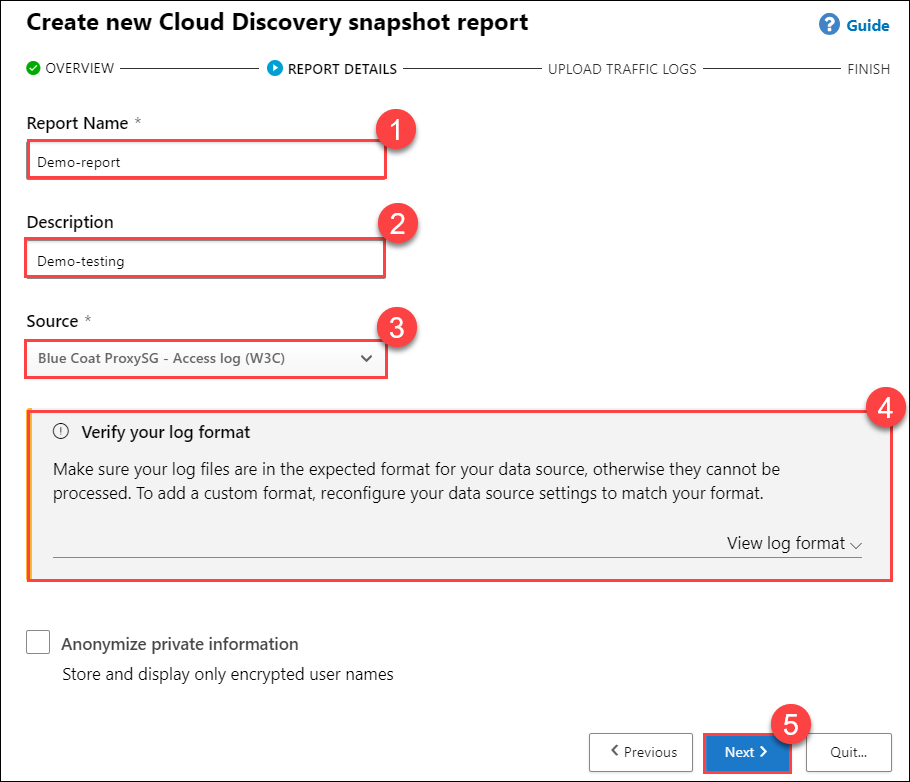 Create new Cloud Discovery snapshot report
? Guide
OVERVIEW REPORT DETAILS UPLOAD TRAFFIC LOGS FINISH
Report Name *
1
Demo-report
Description
2
Demo-testing
Source *
3
Blue Coat ProxySG - Access log (W3C)
4
Verify your log format
Make sure your log files are in the expected format for your data source, otherwise they cannot be
processed. To add a custom format, reconfigure your data source settings to match your format.
View log format
Anonymize private information
Store and display only encrypted user names
5
Previous Next Quit...